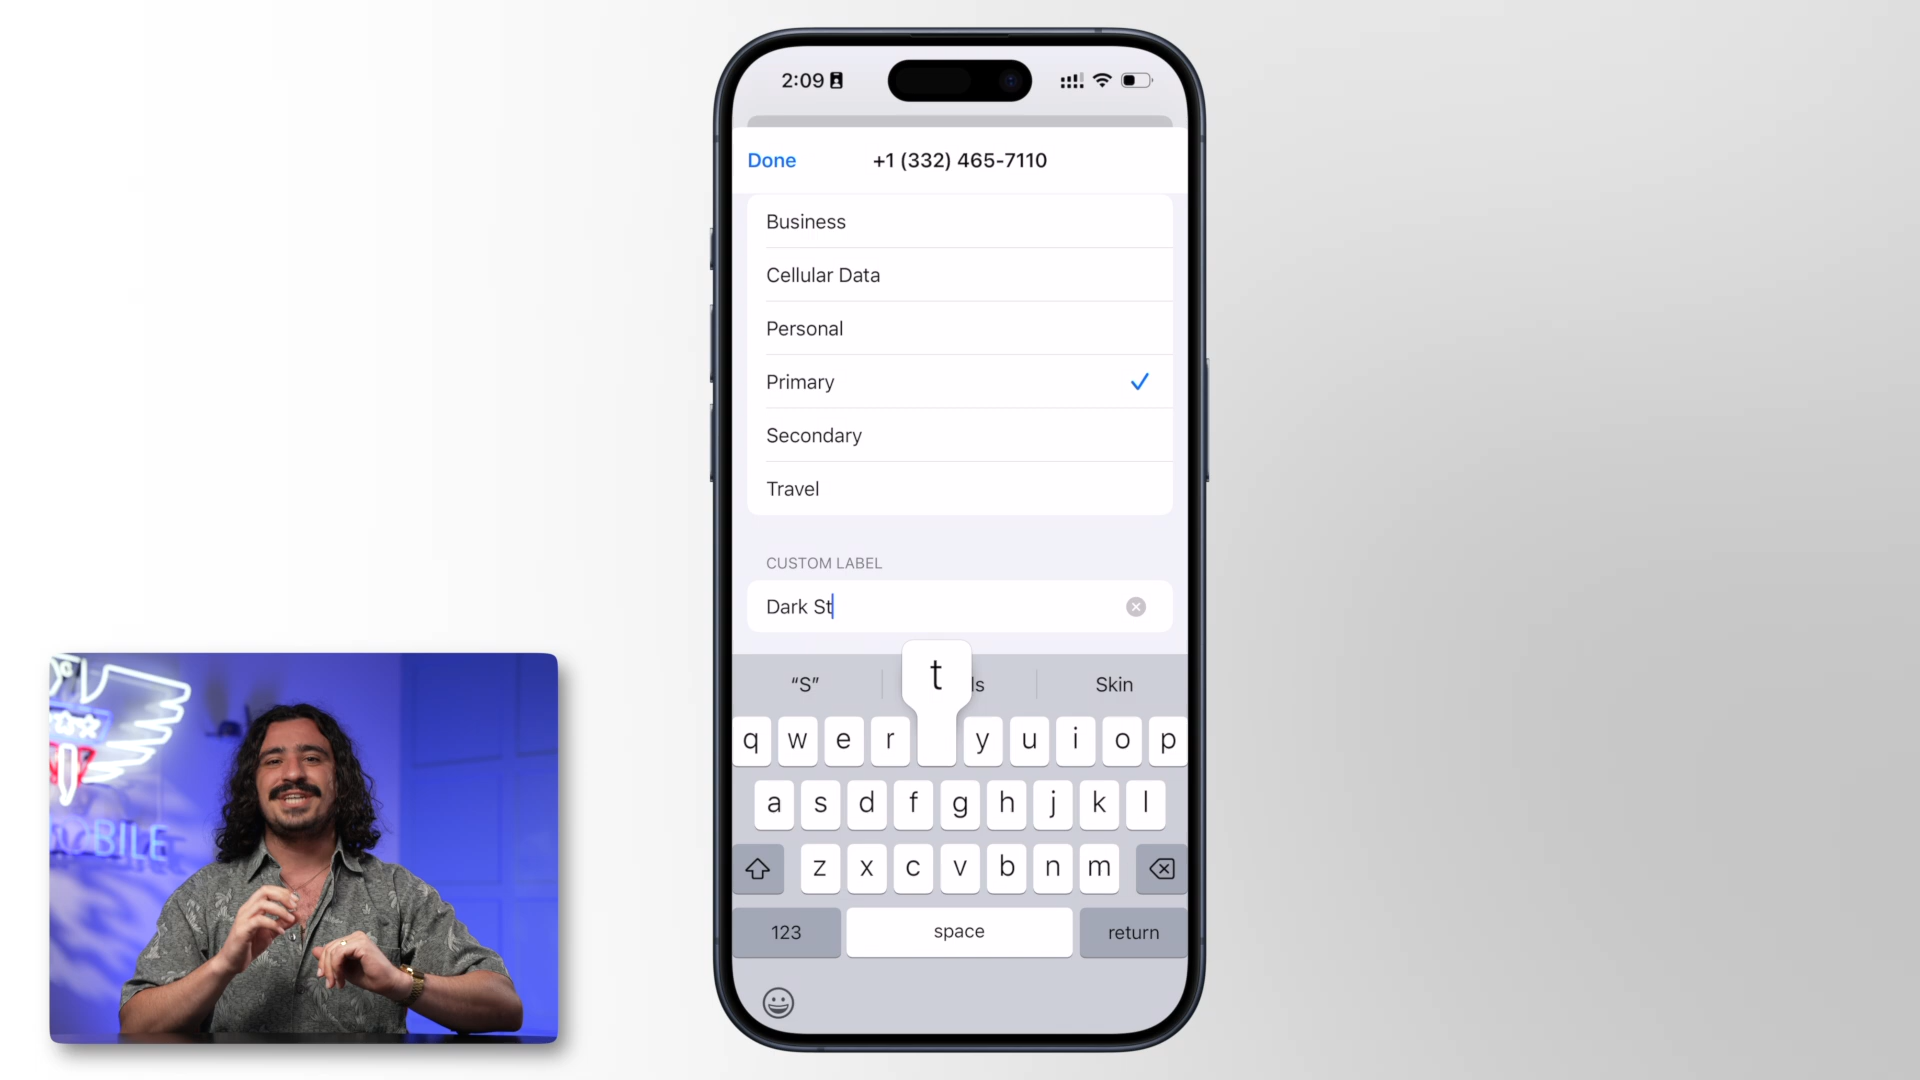 2:09
Done +1 (332) 465-7110
Business
Cellular Data
Personal
Primary
Secondary
Travel
CUSTOM LABEL
Dark St
“S” Skin
t
q w e r y u i o p
a s d f g h j k l
z x c v b n m
123 space return
BILE